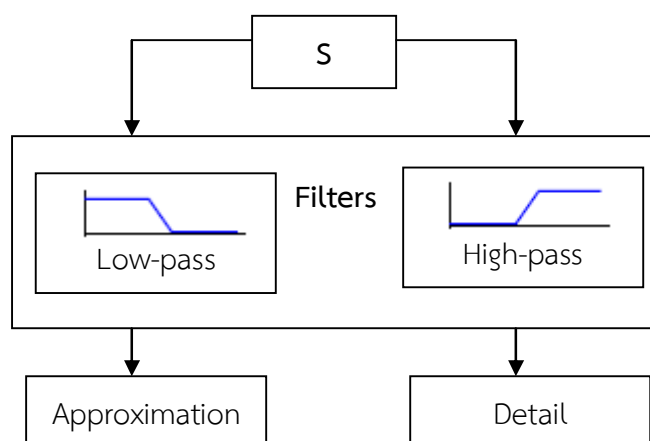 S
Filters
Low-pass
High-pass
Approximation
Detail